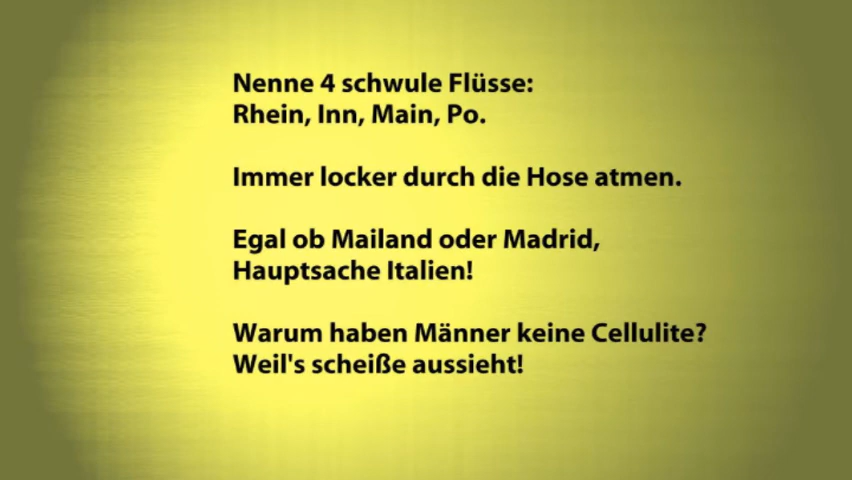 Nenne 4 schwule Flüsse:
Rhein, Inn, Main, Po.
Immer locker durch die Hose atmen.
Egal ob Mailand oder Madrid,
Hauptsache Italien!
Warum haben Männer keine Cellulite?
Weil's scheiße aussieht!